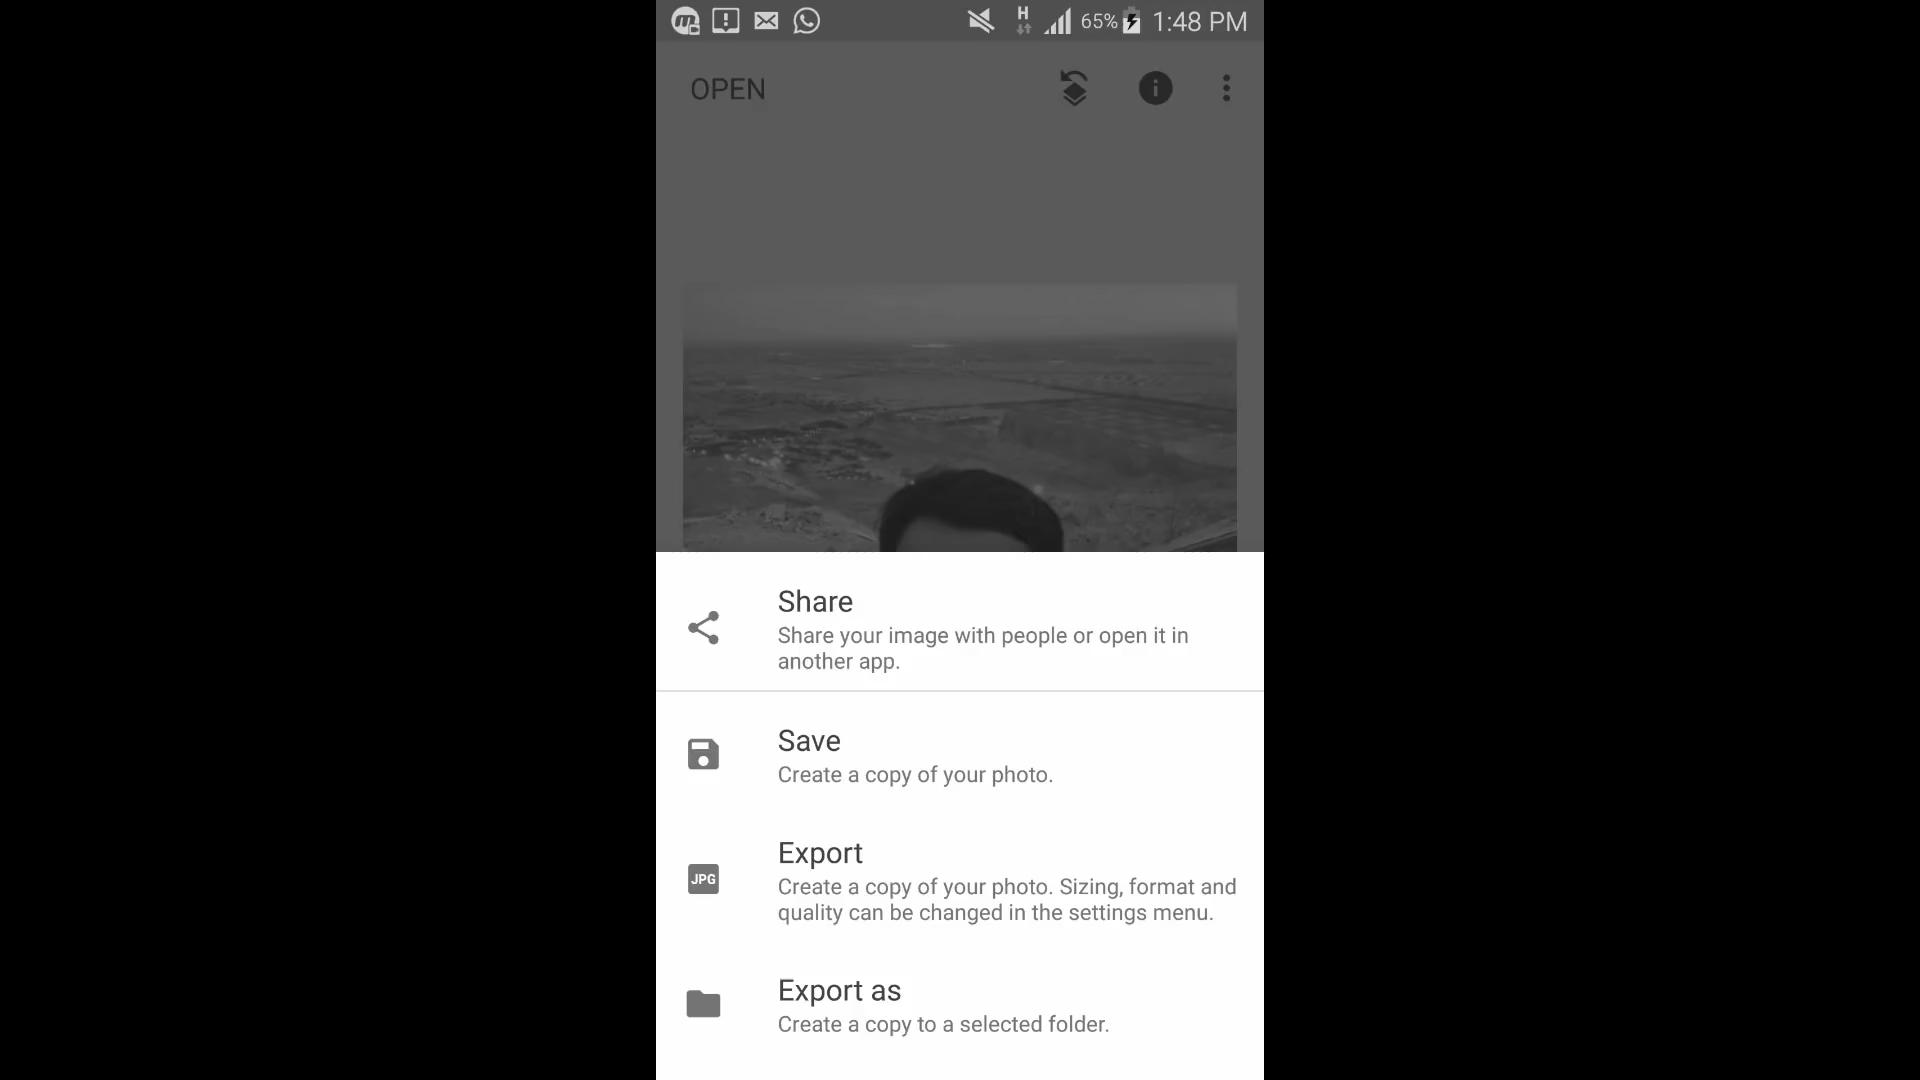 H 65% 1:48 PM
OPEN
Share
Share your image with people or open it in
another app.
Save
Create a copy of your photo.
JPG
Export
Create a copy of your photo. Sizing, format and
quality can be changed in the settings menu.
Export as
Create a copy to a selected folder.